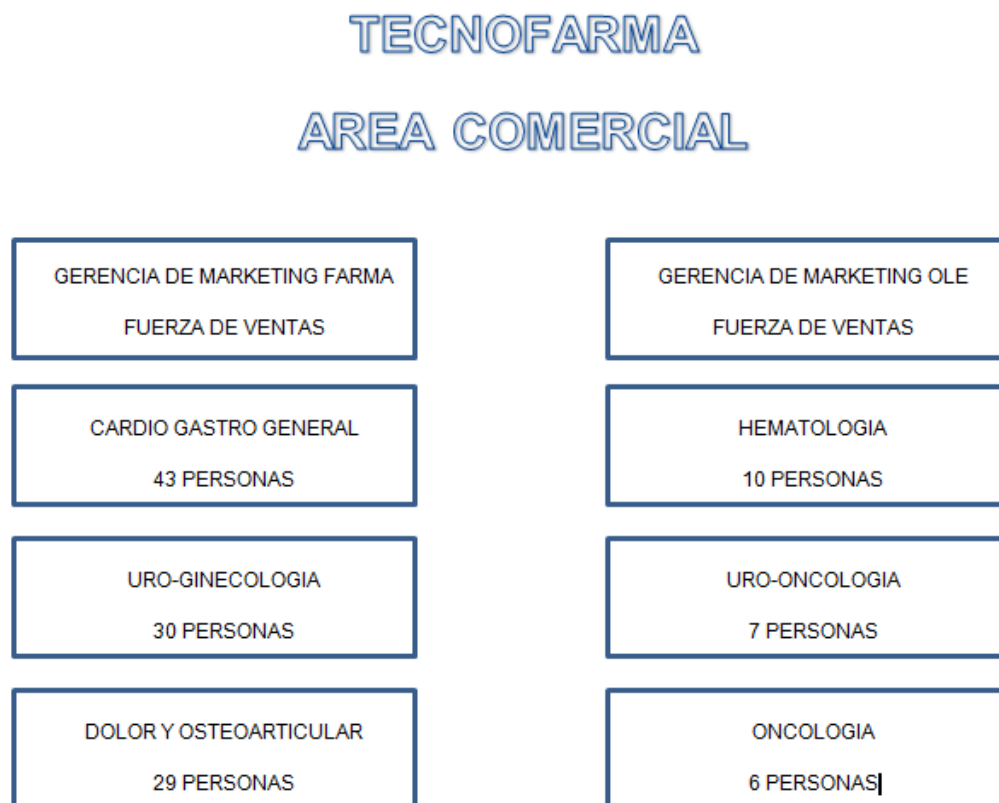 TECNOFARMA
AREA COMERCIAL
GERENCIA DE MARKETING FARMA
FUERZA DE VENTAS
GERENCIA DE MARKETING OLE
FUERZA DE VENTAS
CARDIO GASTRO GENERAL
43 PERSONAS
HEMATOLOGIA
10 PERSONAS
URO-GINECOLOGIA
30 PERSONAS
URO-ONCOLOGIA
7 PERSONAS
DOLOR Y OSTEOARTICULAR
29 PERSONAS
ONCOLOGIA
6 PERSONAS